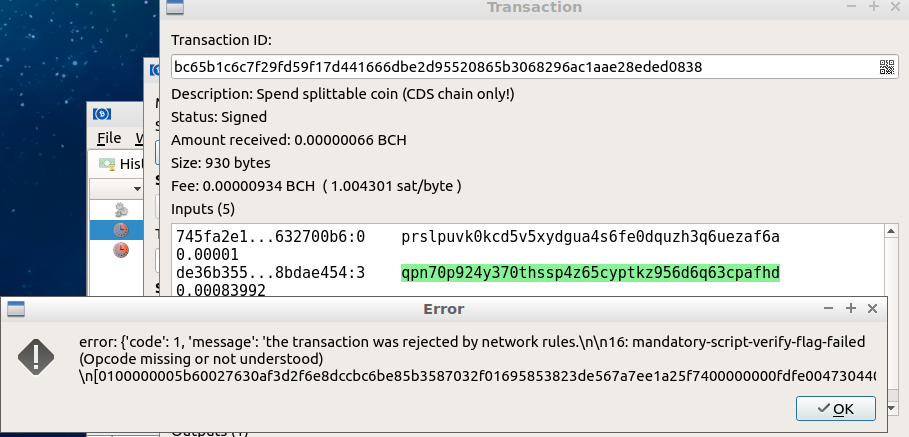 Transaction
Transaction ID:
bc65b1c6c7f29fd59f17d441666dbe2d95520865b3068296ac1aae28eded0838
Description: Spend splittable coin (CDS chain only!)
Status: Signed
Amount received: 0.00000066 BCH
Size: 930 bytes
Fee: 0.00000934 BCH ( 1.004301 sat/byte )
Inputs (5)
745fa2e1...632700b6:0 prslpuvk0kcd5v5xydgua4s6fe0dquzh3q6uezaf6a
0.00001
de36b355...8bdae454:3 qpn70p924y370thssp4z65cyptkz956d6q63cpafhd
0.00083992
File
Hist
Error
error: {'code': 1, 'message': 'the transaction was rejected by network rules.\n\n16: mandatory-script-verify-flag-failed
(Opcode missing or not understood)
\n[0100000005b60027630af3d2f6e8dccbc6be85b3587032f01695853823de567a7ee1a25f7400000000fdfe00473044
OK